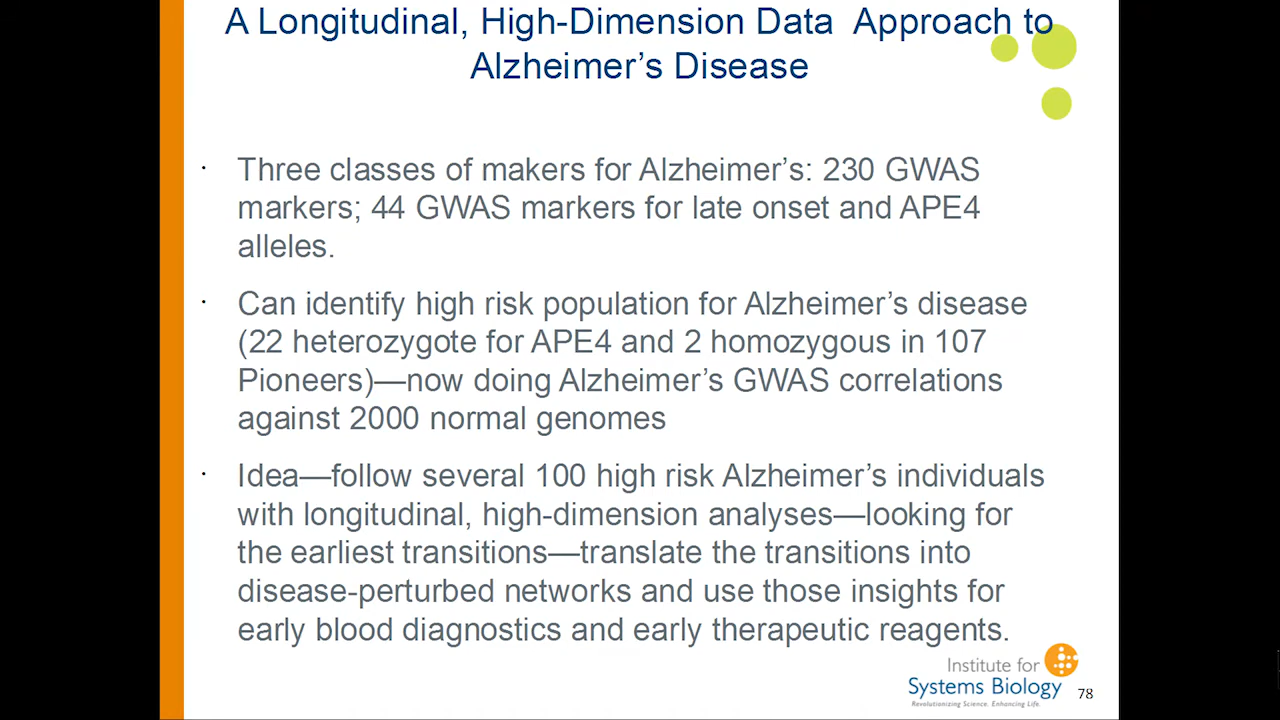 A Longitudinal, High-Dimension Data Approach to
Alzheimer’s Disease
· Three classes of makers for Alzheimer’s: 230 GWAS
markers; 44 GWAS markers for late onset and APE4
alleles.
· Can identify high risk population for Alzheimer’s disease
(22 heterozygote for APE4 and 2 homozygous in 107
Pioneers)—now doing Alzheimer’s GWAS correlations
against 2000 normal genomes
· Idea—follow several 100 high risk Alzheimer’s individuals
with longitudinal, high-dimension analyses—looking for
the earliest transitions—translate the transitions into
disease-perturbed networks and use those insights for
early blood diagnostics and early therapeutic reagents.
Institute for
Systems Biology
Revolutionizing Science. Enhancing Life.
78